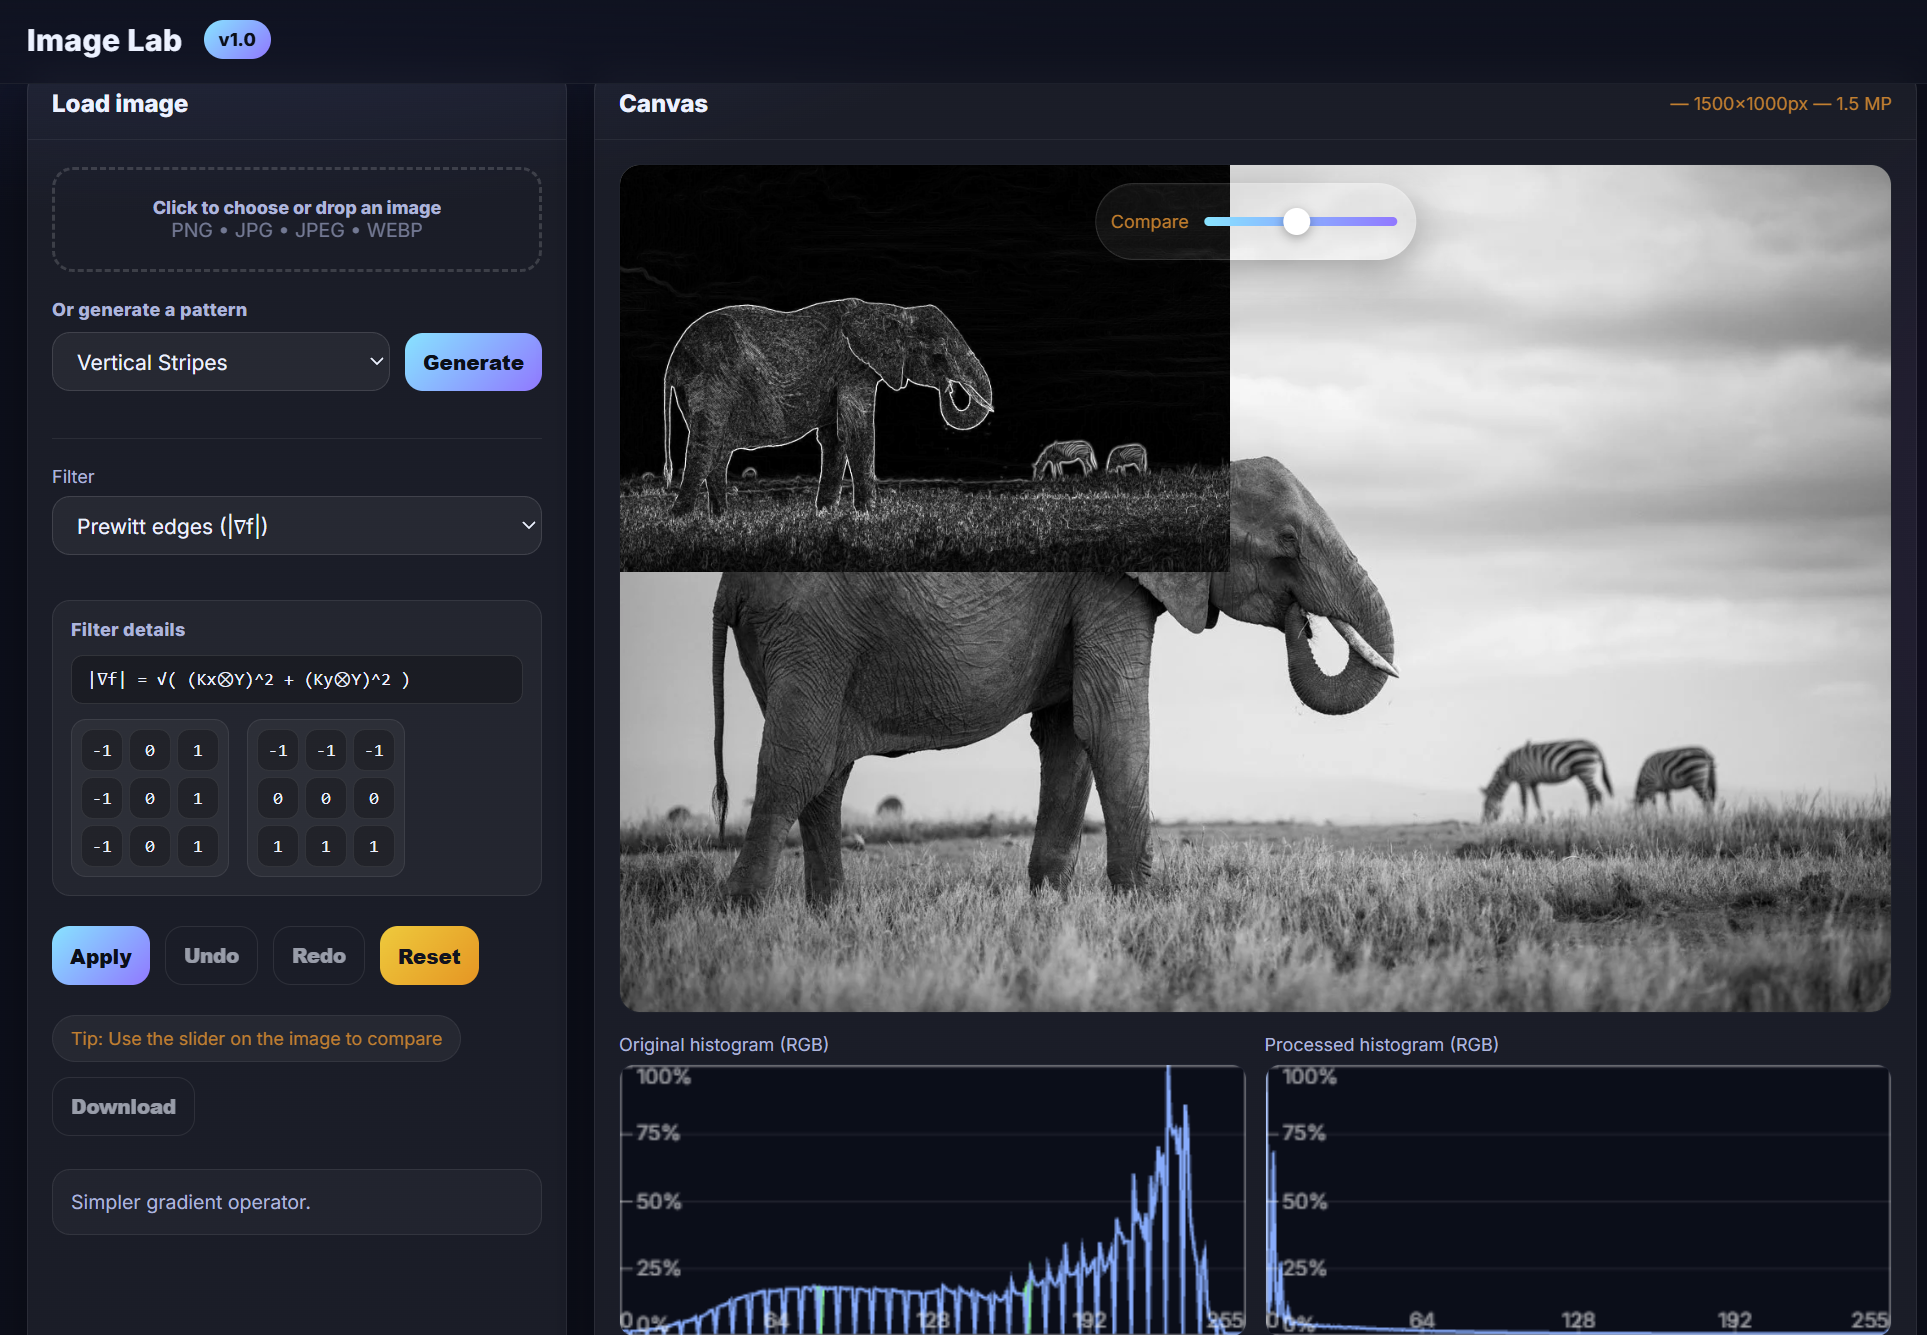 Image Lab v1.0
Load image
Click to choose or drop an image
PNG • JPG • JPEG • WEBP
Or generate a pattern
Vertical Stripes
Generate
Filter
Prewitt edges (|∇f|)
Filter details
|∇f| = √( (Kx⊗Y)^2 + (Ky⊗Y)^2 )
-1 0 1
-1 0 1
-1 0 1
-1 -1 -1
0 0 0
1 1 1
Apply Undo Redo Reset
Tip: Use the slider on the image to compare
Download
Simpler gradient operator.
Canvas
— 1500×1000px — 1.5 MP
Compare
Original histogram (RGB)
100%
75%
50%
25%
0%
0 64 128 192 255
Processed histogram (RGB)
100%
75%
50%
25%
0%
0 64 128 192 255